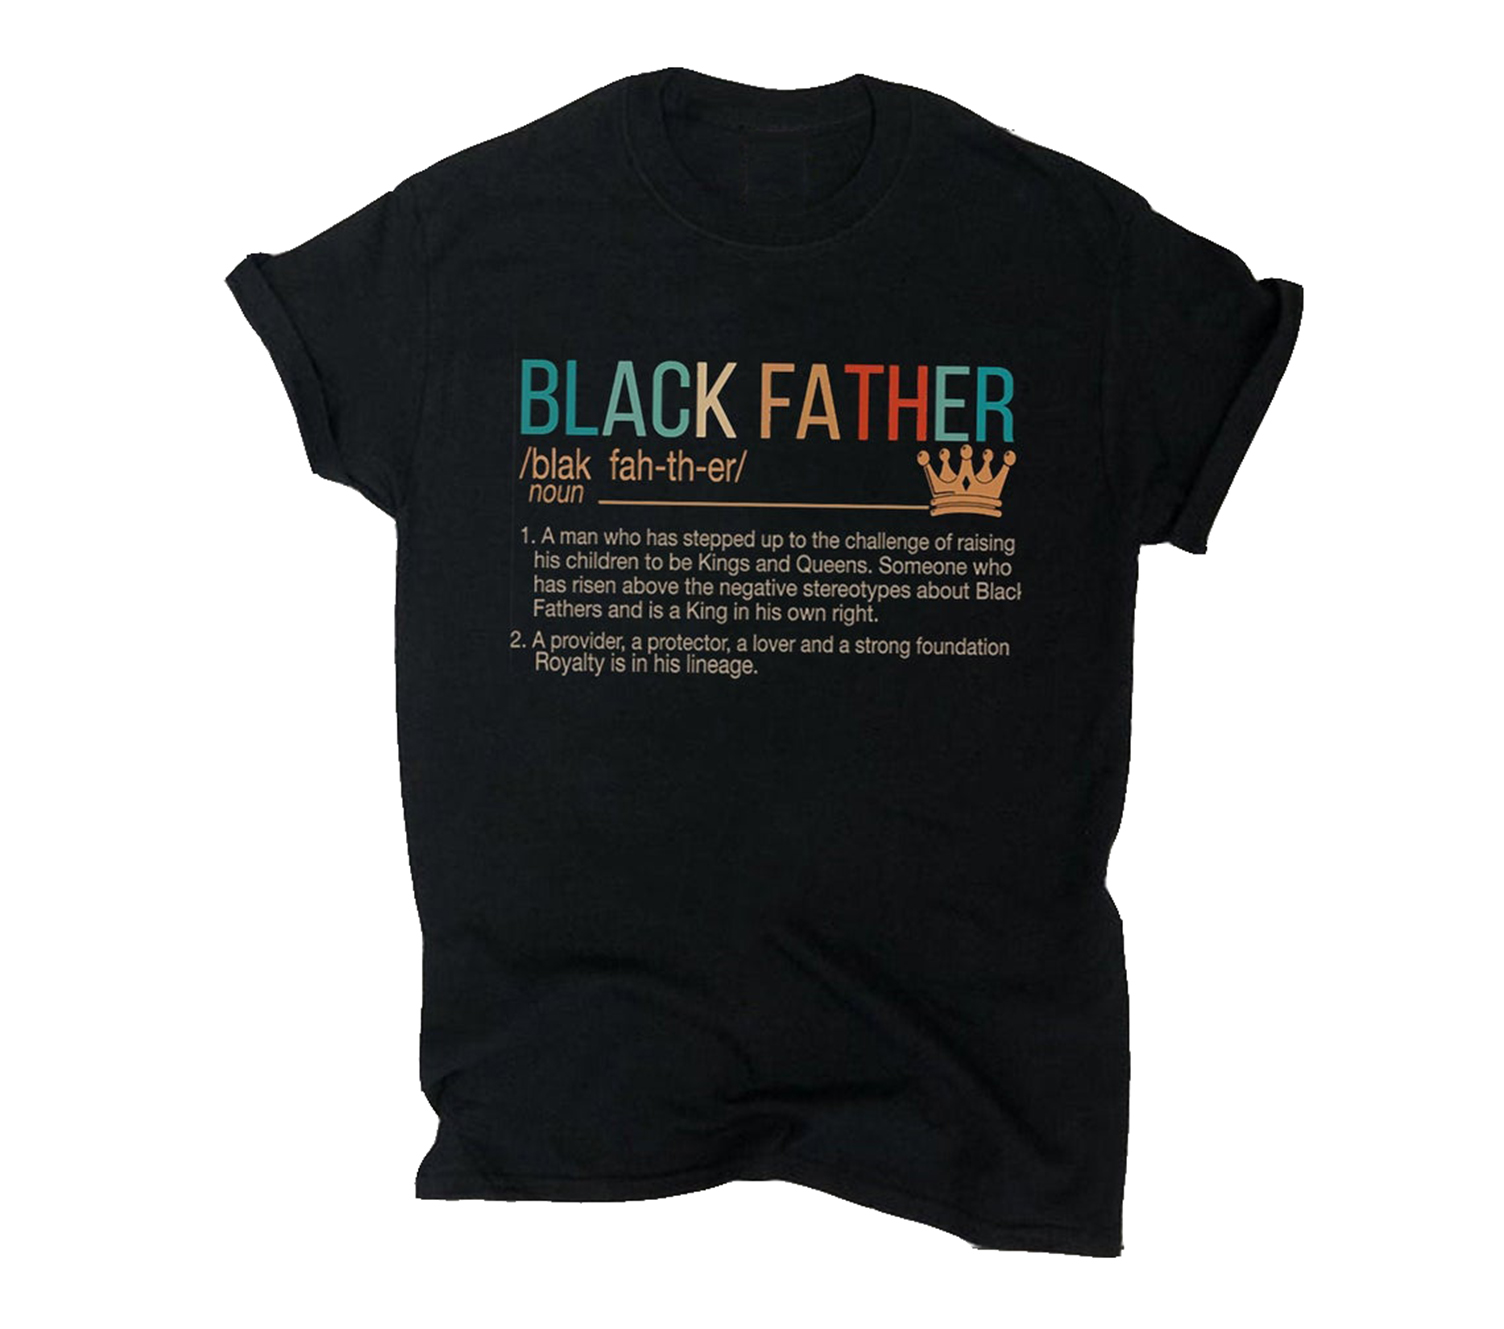 BLACK FATHER
/blak fah-th-er/
noun
1. A man who has stepped up to the challenge of raising
his children to be Kings and Queens. Someone who
has risen above the negative stereotypes about Black
Fathers and is a King in his own right.
2. A provider, a protector, a lover and a strong foundation
Royalty is in his lineage.